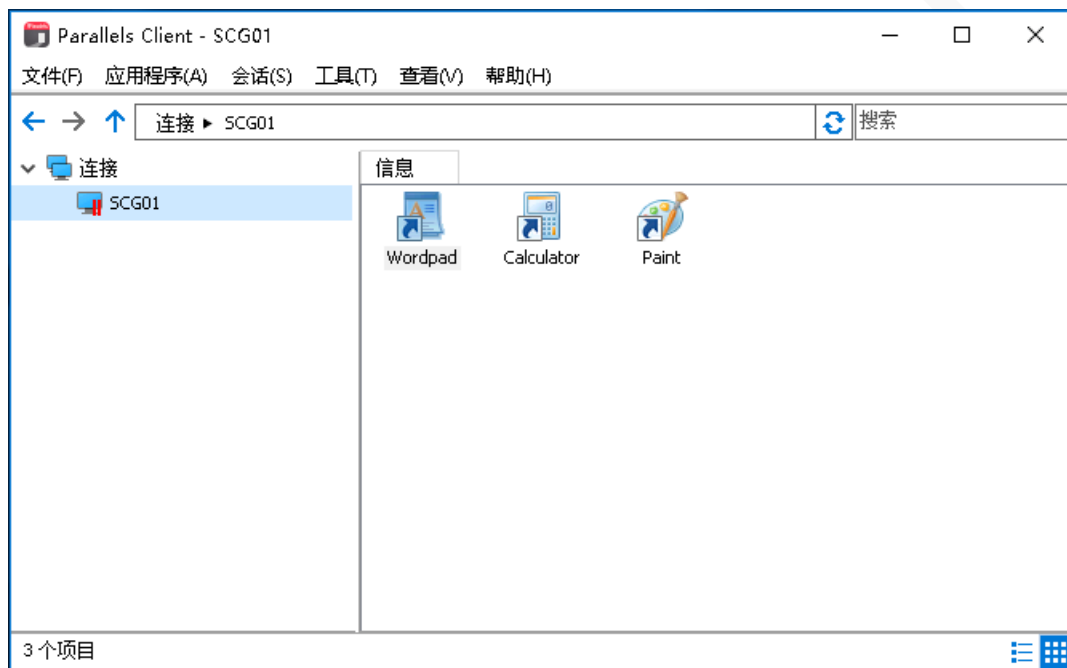 Parallels Client - SCG01
文件(F) 应用程序(A) 会话(S) 工具(T) 查看(V) 帮助(H)
连接 ▸ SCG01
搜索
连接
SCG01
信息
Wordpad Calculator Paint
3 个项目